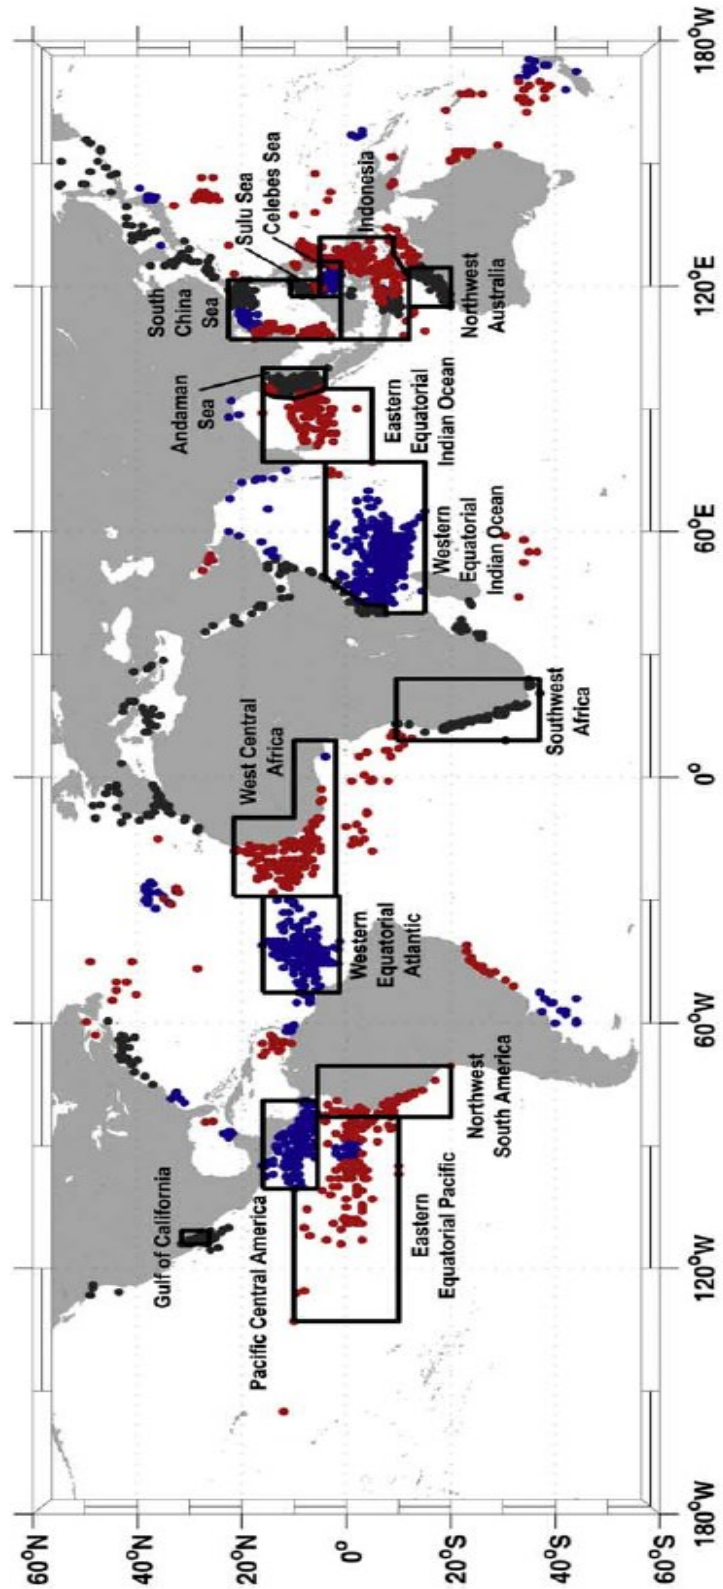 60°N
40°N
20°N
0°
20°S
40°S
60°S
180°W
120°W
60°W
0°
60°E
120°E
180°W
Gulf of California
Pacific Central America
Eastern
Equatorial Pacific
Northwest
South America
Western
Equatorial
Atlantic
West Central
Africa
Southwest
Africa
Western
Equatorial
Indian Ocean
Andaman
Sea
Eastern
Equatorial
Indian Ocean
South
China
Sea
Sulu Sea
Celebes Sea
Indonesia
Northwest
Australia